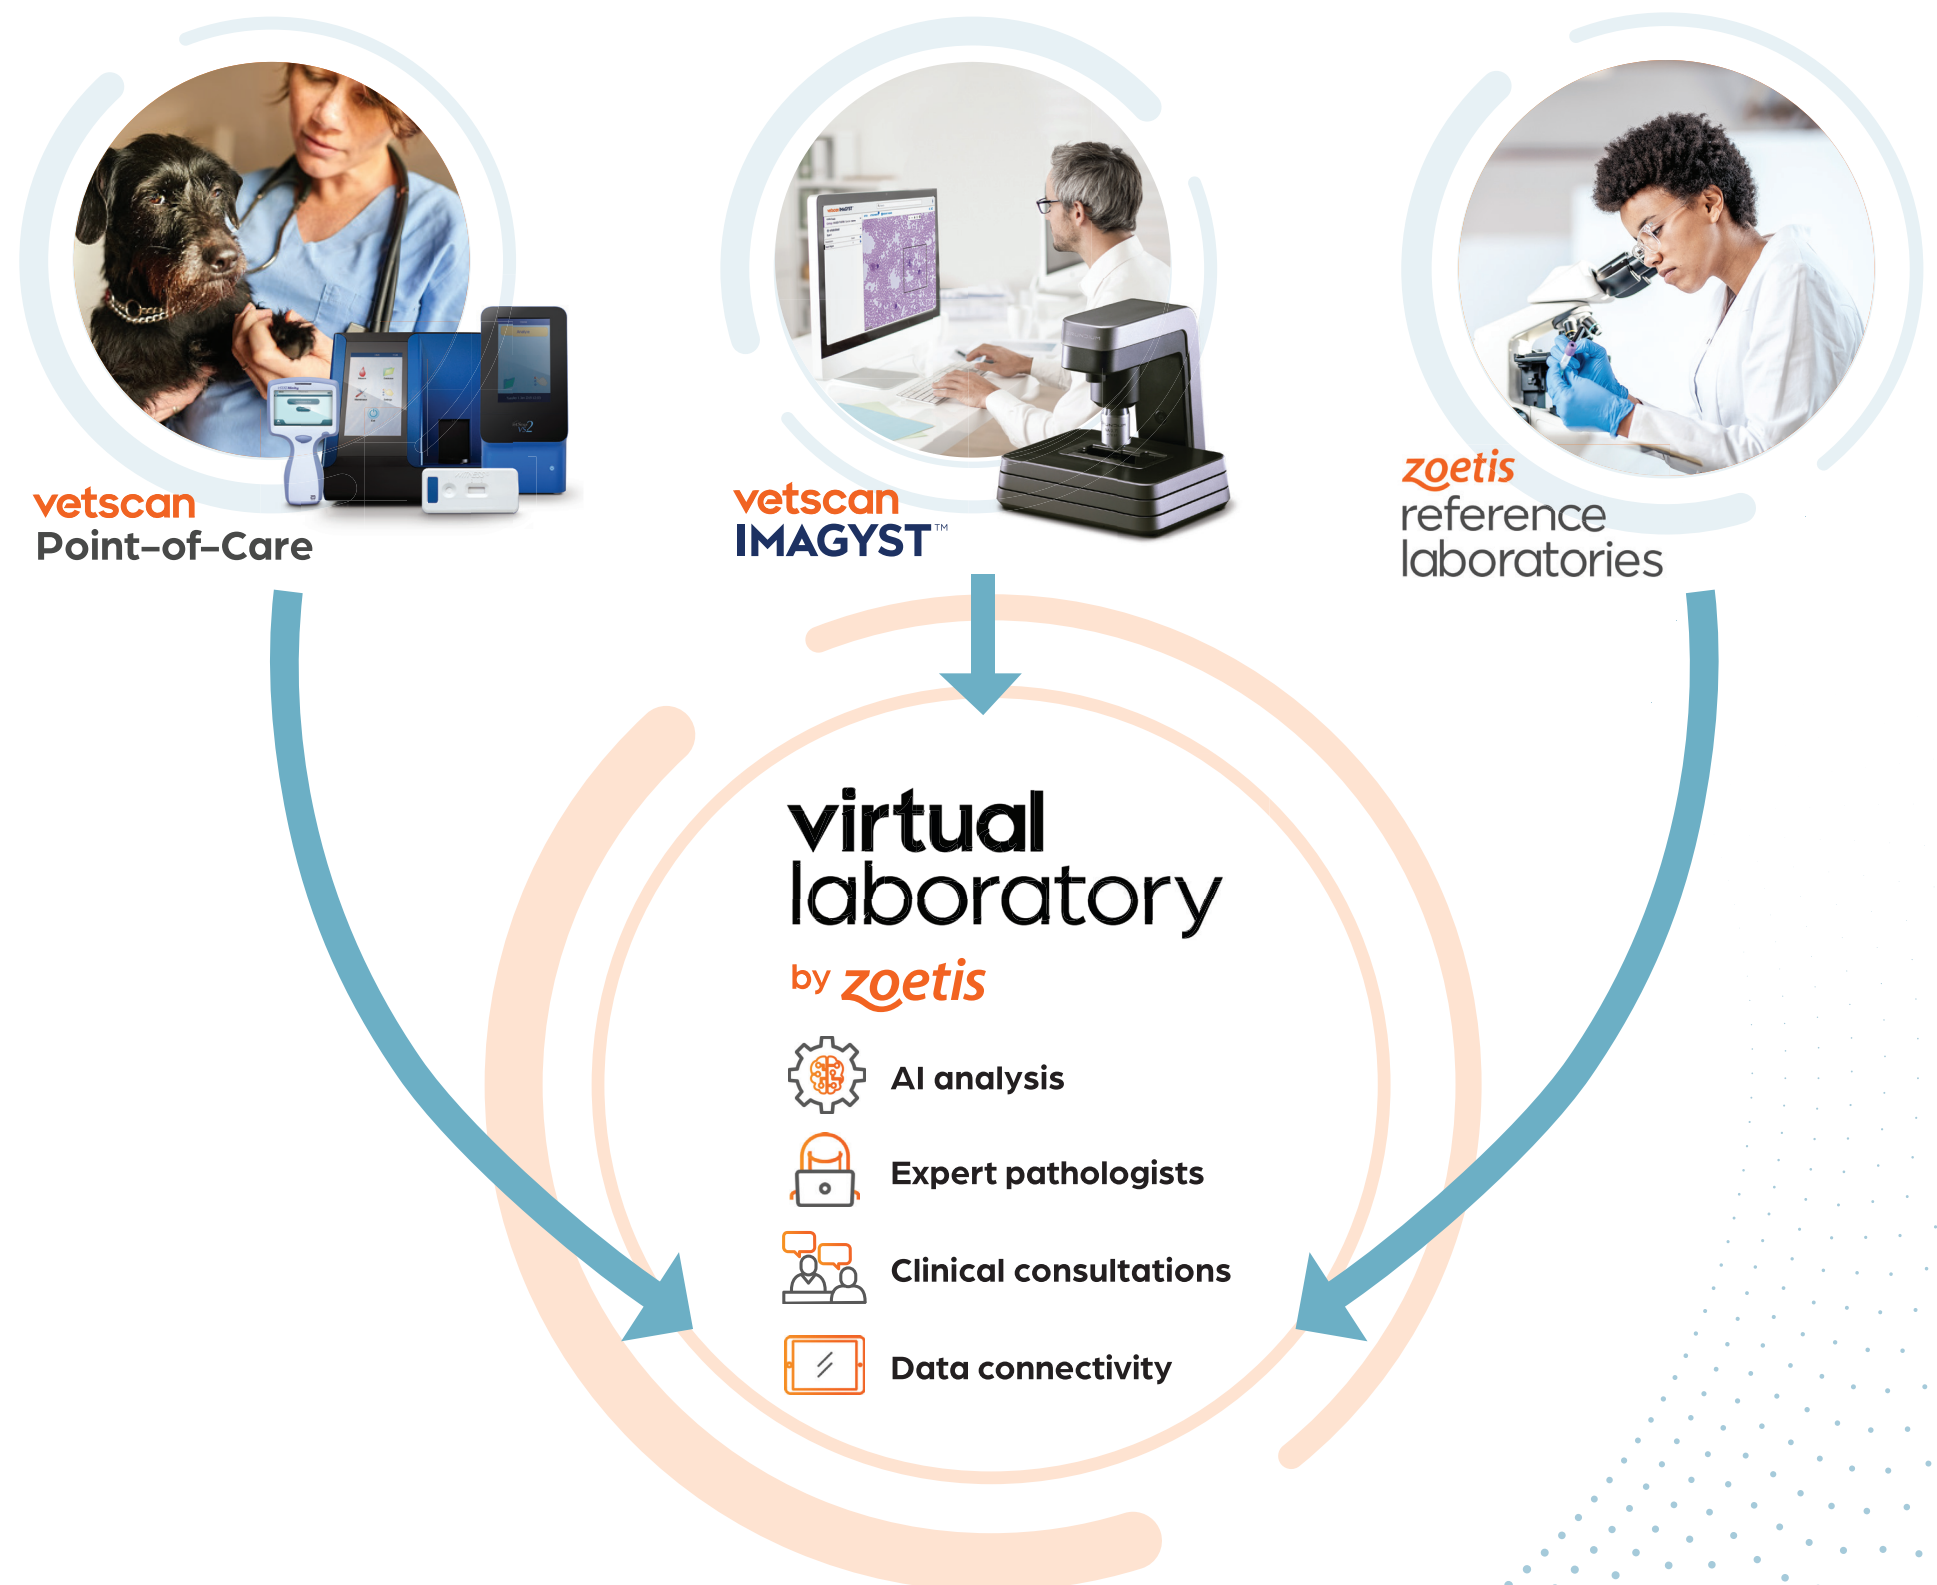 vetscan
Point-of-Care
vetscan
IMAGYST™
zoetis
reference
laboratories
VS2
virtual
laboratory
by zoetis
AI analysis
Expert pathologists
Clinical consultations
Data connectivity